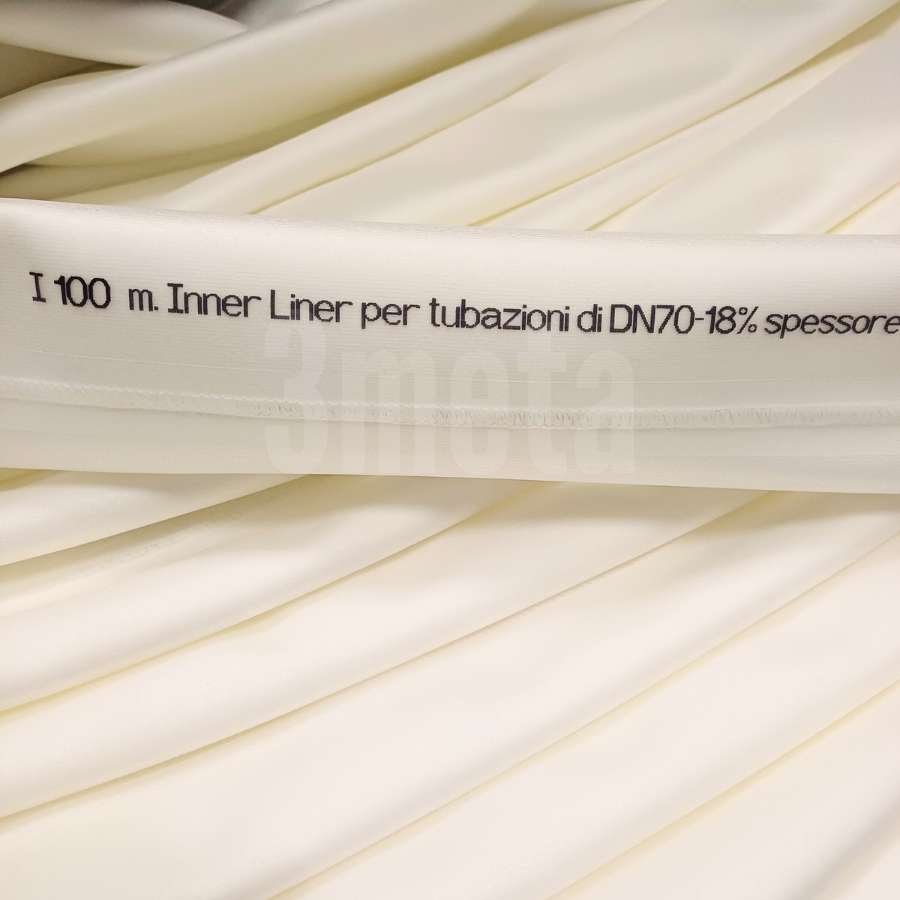 I 100 m. Inner Liner per tubazioni di DN70-18% spessore
3meta